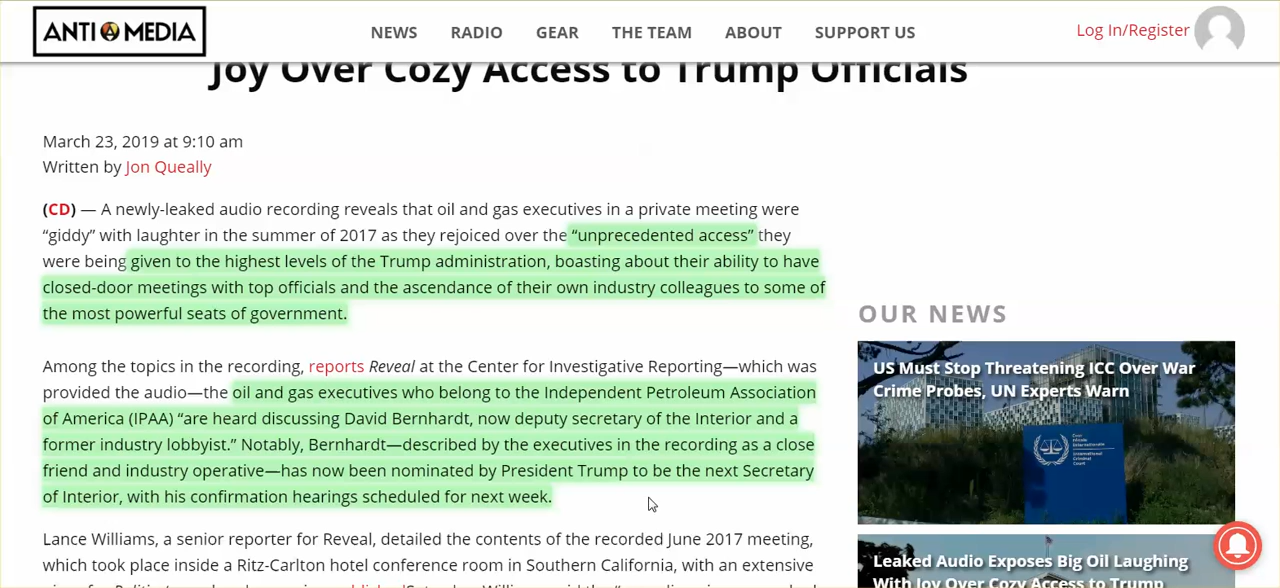 ANTI MEDIA
NEWS RADIO GEAR THE TEAM ABOUT SUPPORT US
Log In/Register
Joy Over Cozy Access to Trump Officials
March 23, 2019 at 9:10 am
Written by Jon Queally
(CD) — A newly-leaked audio recording reveals that oil and gas executives in a private meeting were
“giddy” with laughter in the summer of 2017 as they rejoiced over the “unprecedented access” they
were being given to the highest levels of the Trump administration, boasting about their ability to have
closed-door meetings with top officials and the ascendance of their own industry colleagues to some of
the most powerful seats of government.
Among the topics in the recording, reports Reveal at the Center for Investigative Reporting—which was
provided the audio—the oil and gas executives who belong to the Independent Petroleum Association
of America (IPAA) “are heard discussing David Bernhardt, now deputy secretary of the Interior and a
former industry lobbyist.” Notably, Bernhardt—described by the executives in the recording as a close
friend and industry operative—has now been nominated by President Trump to be the next Secretary
of Interior, with his confirmation hearings scheduled for next week.
Lance Williams, a senior reporter for Reveal, detailed the contents of the recorded June 2017 meeting,
which took place inside a Ritz-Carlton hotel conference room in Southern California, with an extensive
OUR NEWS
US Must Stop Threatening ICC Over War
Crime Probes, UN Experts Warn
Leaked Audio Exposes Big Oil Laughing
With Joy Over Cozy Access to Trump